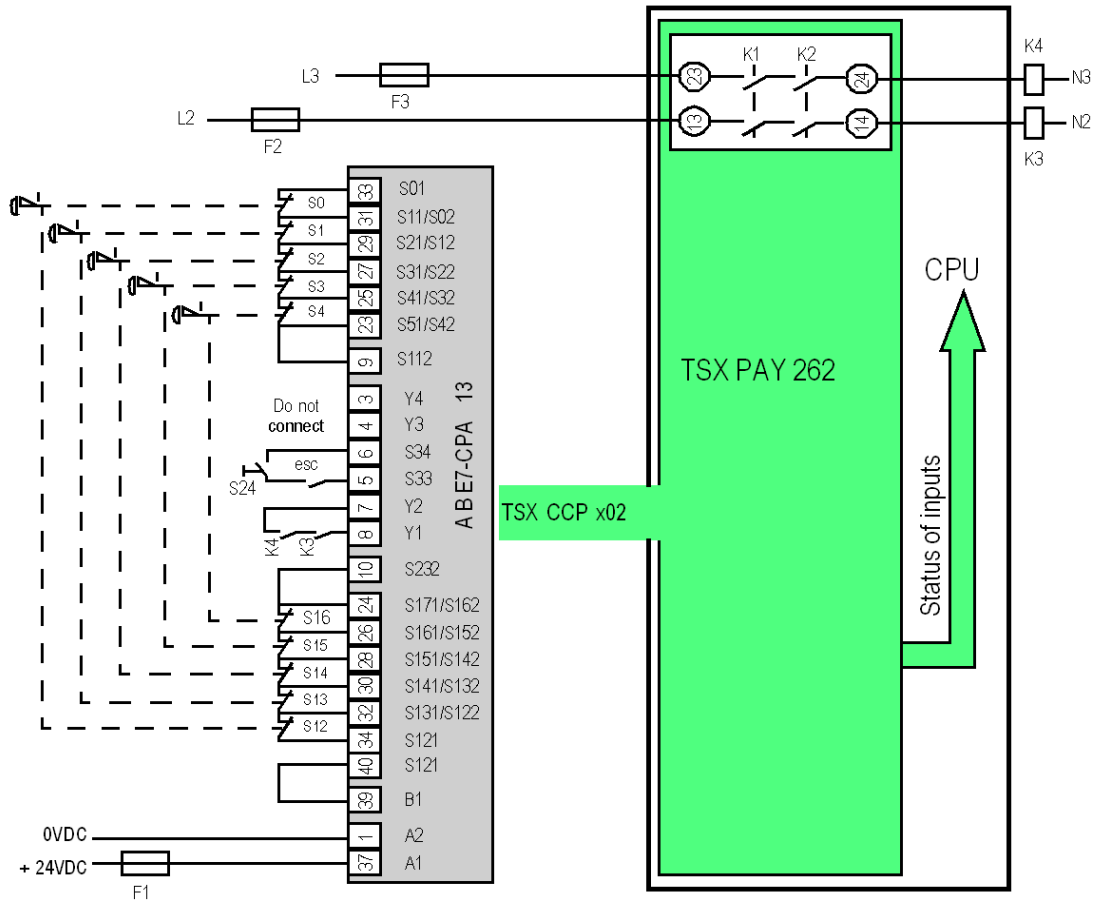 K1 K2 K4
L3 F3 23 24 N3
L2 F2 13 14 N2
K3
33 S01
S0
31 S11/S02
S1
29 S21/S12
S2
27 S31/S22
S3
25 S41/S32
S4
23 S51/S42
9 S112
Do not
connect
3 Y4
4 Y3
6 S34
esc
S24
5 S33
7 Y2
K4 K3
8 Y1
10 S232
24 S171/S162
S16
26 S161/S152
S15
28 S151/S142
S14
30 S141/S132
S13
32 S131/S122
S12
34 S121
40 S121
39 B1
0VDC 1 A2
+ 24VDC F1 37 A1
ABE7-CPA 13
TSX CCP x02
TSX PAY 262
CPU
Status of inputs